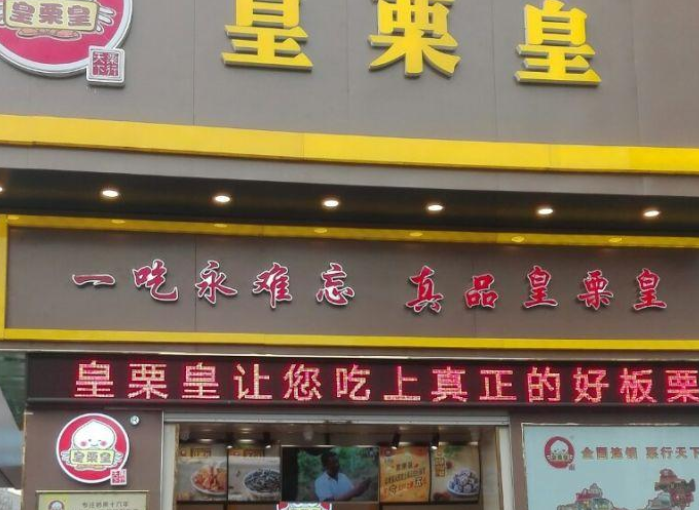 皇栗皇
皇栗皇
一吃永难忘 真品皇栗皇
皇栗皇让您吃上真正的好板栗
皇栗皇
全国连锁 栗行天下